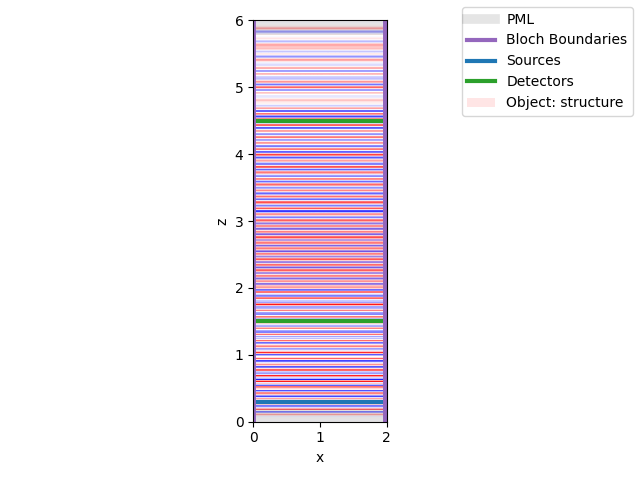 PML
Bloch Boundaries
Sources
Detectors
Object: structure
6
5
4
3
2
1
0
z
0
1
2
x